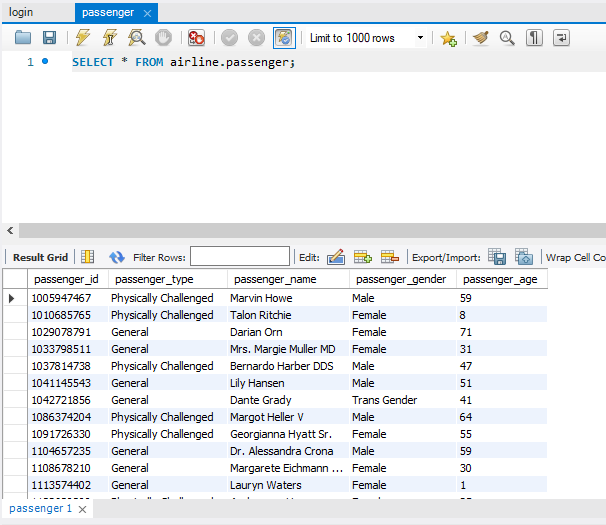 login passenger
Limit to 1000 rows
1 SELECT * FROM airline.passenger;
Result Grid Filter Rows: Edit: Export/Import: Wrap Cell Co
passenger_id passenger_type passenger_name passenger_gender passenger_age
1005947467 Physically Challenged Marvin Howe Male 59
1010685765 Physically Challenged Talon Ritchie Female 8
1029078791 General Darian Orn Female 71
1033798511 General Mrs. Margie Muller MD Female 31
1037814738 Physically Challenged Bernardo Harber DDS Male 47
1041145543 General Lily Hansen Male 51
1042721856 General Dante Grady Trans Gender 41
1086374204 Physically Challenged Margot Heller V Male 64
1091726330 Physically Challenged Georgianna Hyatt Sr. Female 55
1104657235 General Dr. Alessandra Crona Male 59
1108678210 General Margarete Eichmann ... Female 30
1113574402 General Lauryn Waters Female 1
passenger 1